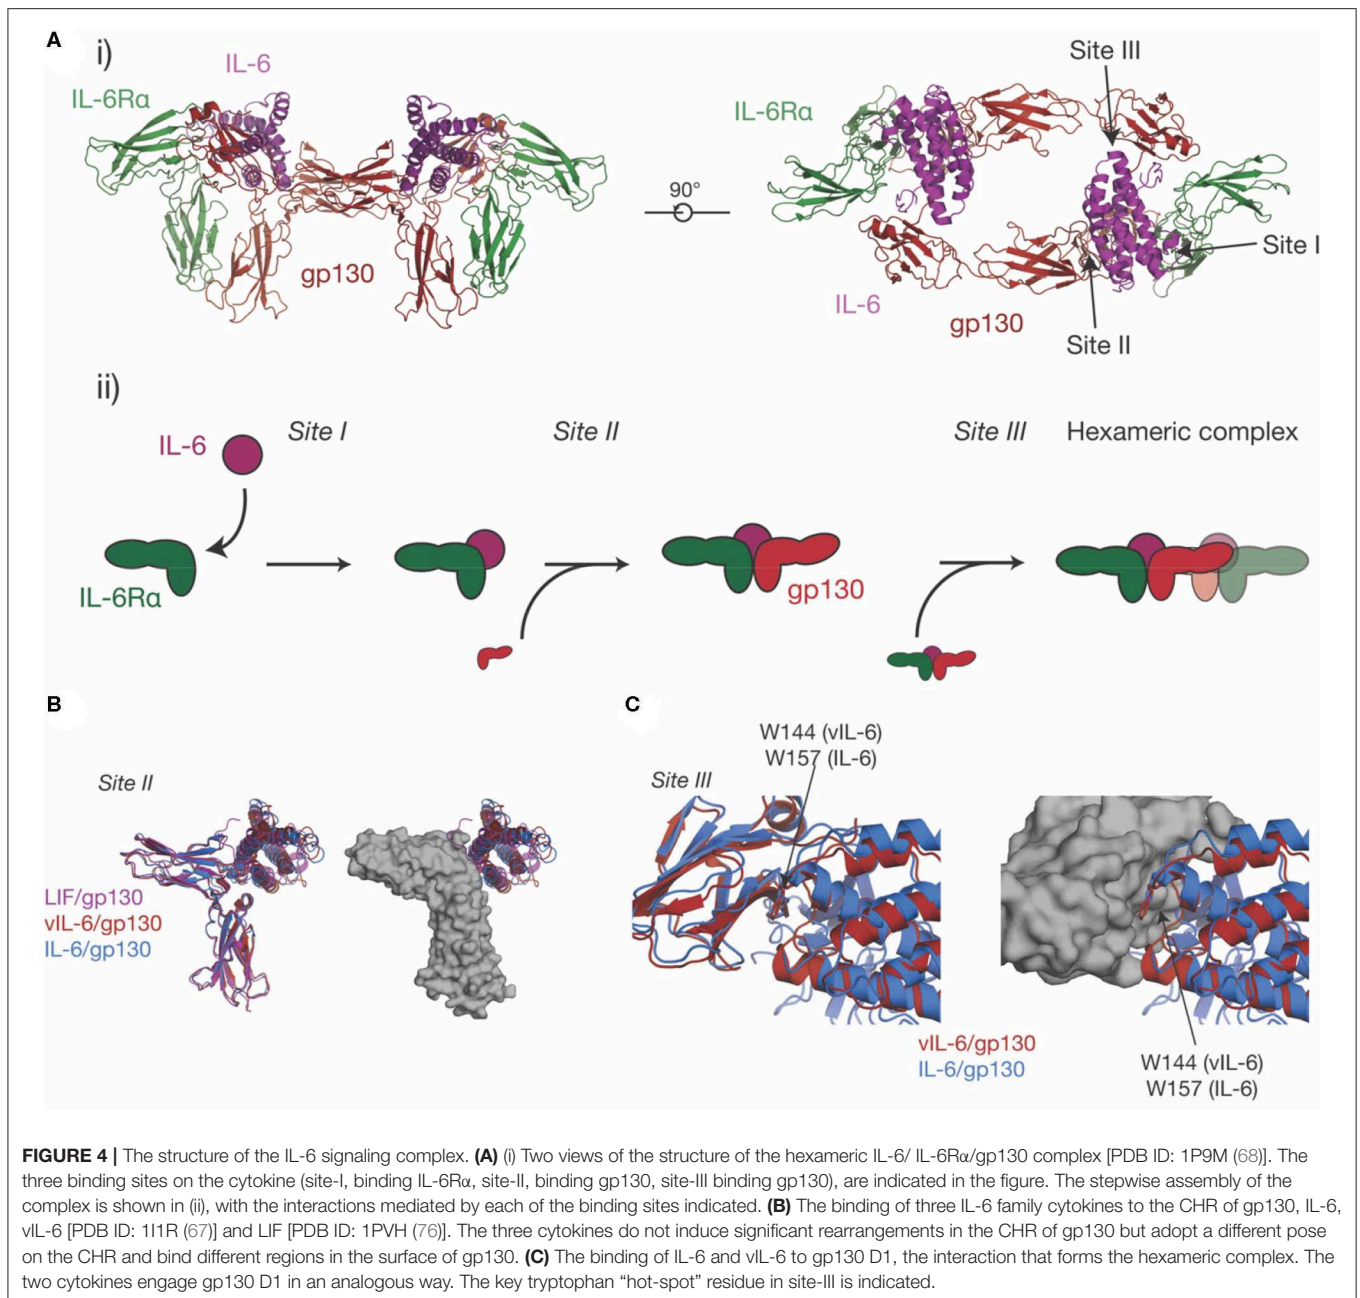 A
i)
IL-6
IL-6Rα
gp130
90°
Site III
IL-6Rα
Site I
IL-6
gp130
Site II
ii)
IL-6
Site I
Site II
Site III
Hexameric complex
IL-6Rα
gp130
B
C
Site II
LIF/gp130
vIL-6/gp130
IL-6/gp130
W144 (vIL-6)
W157 (IL-6)
Site III
vIL-6/gp130
IL-6/gp130
W144 (vIL-6)
W157 (IL-6)
FIGURE 4 | The structure of the IL-6 signaling complex. (A) (i) Two views of the structure of the hexameric IL-6/ IL-6Rα/gp130 complex [PDB ID: 1P9M (68)]. The
three binding sites on the cytokine (site-I, binding IL-6Rα, site-II, binding gp130, site-III binding gp130), are indicated in the figure. The stepwise assembly of the
complex is shown in (ii), with the interactions mediated by each of the binding sites indicated. (B) The binding of three IL-6 family cytokines to the CHR of gp130, IL-6,
vIL-6 [PDB ID: 1I1R (67)] and LIF [PDB ID: 1PVH (76)]. The three cytokines do not induce significant rearrangements in the CHR of gp130 but adopt a different pose
on the CHR and bind different regions in the surface of gp130. (C) The binding of IL-6 and vIL-6 to gp130 D1, the interaction that forms the hexameric complex. The
two cytokines engage gp130 D1 in an analogous way. The key tryptophan “hot-spot” residue in site-III is indicated.